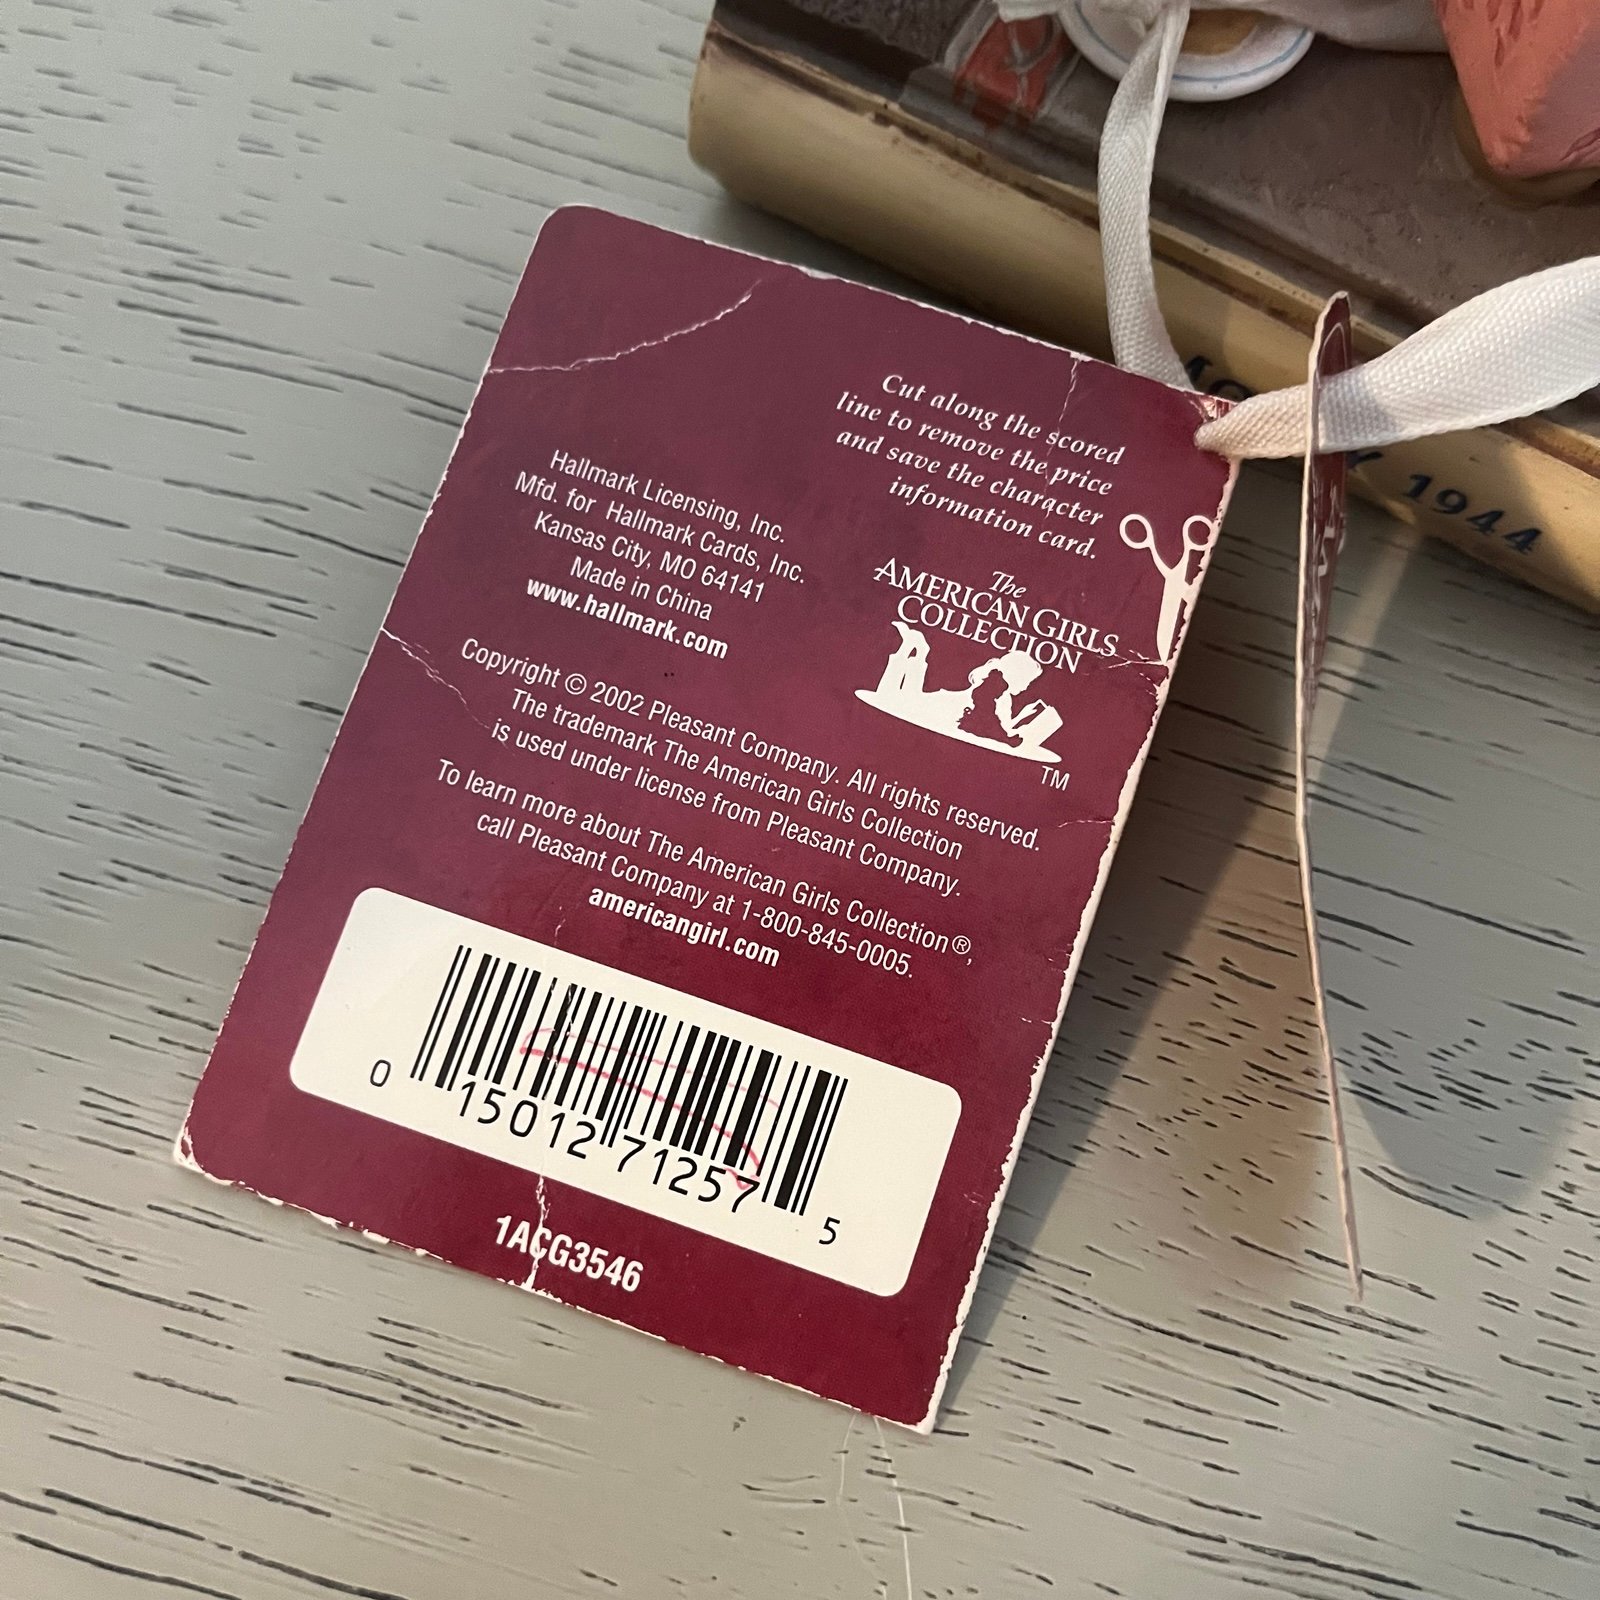 Cut along the scored
line to remove the price
and save the character
information card.
Hallmark Licensing, Inc.
Mfd. for Hallmark Cards, Inc.
Kansas City, MO 64141
Made in China
www.hallmark.com
The
AMERICAN GIRLS
COLLECTION
TM
Copyright © 2002 Pleasant Company. All rights reserved.
The trademark The American Girls Collection
is used under license from Pleasant Company.
To learn more about The American Girls Collection®,
call Pleasant Company at 1-800-845-0005.
americangirl.com
0 15012 71257 5
1ACG3546
1944